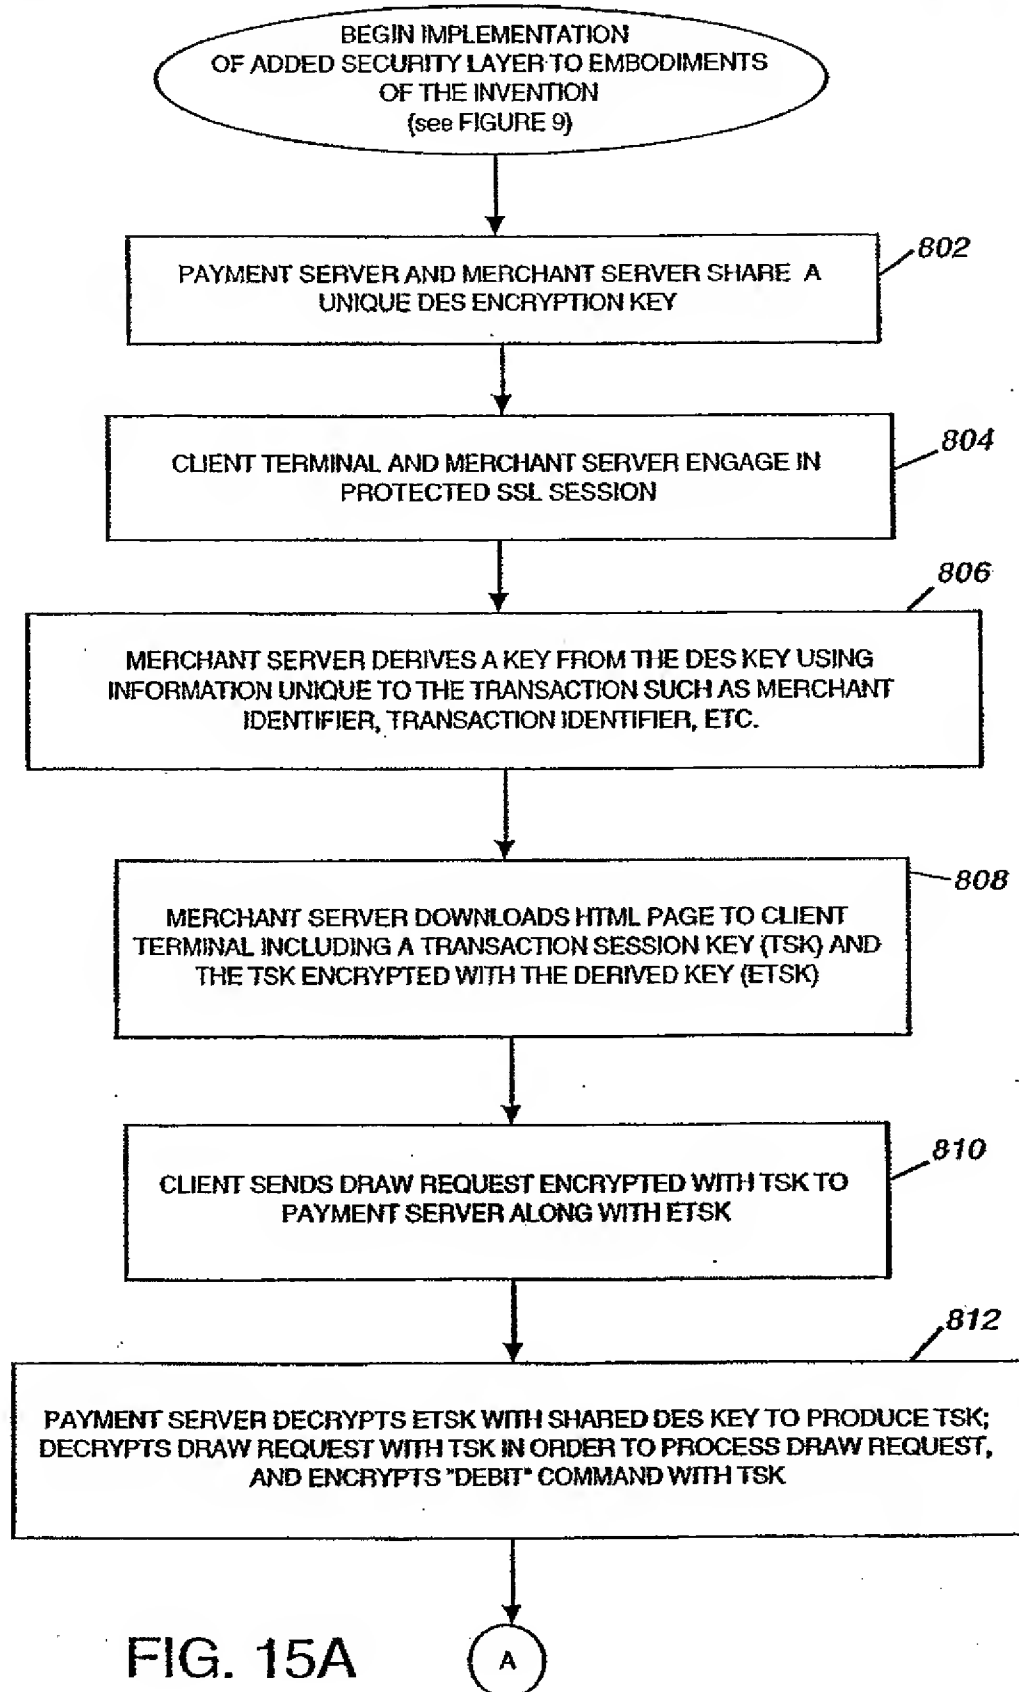 BEGIN IMPLEMENTATION
OF ADDED SECURITY LAYER TO EMBODIMENTS
OF THE INVENTION
(see FIGURE 9)
802
PAYMENT SERVER AND MERCHANT SERVER SHARE A
UNIQUE DES ENCRYPTION KEY
804
CLIENT TERMINAL AND MERCHANT SERVER ENGAGE IN
PROTECTED SSL SESSION
806
MERCHANT SERVER DERIVES A KEY FROM THE DES KEY USING
INFORMATION UNIQUE TO THE TRANSACTION SUCH AS MERCHANT
IDENTIFIER, TRANSACTION IDENTIFIER, ETC.
808
MERCHANT SERVER DOWNLOADS HTML PAGE TO CLIENT
TERMINAL INCLUDING A TRANSACTION SESSION KEY (TSK) AND
THE TSK ENCRYPTED WITH THE DERIVED KEY (ETSK)
810
CLIENT SENDS DRAW REQUEST ENCRYPTED WITH TSK TO
PAYMENT SERVER ALONG WITH ETSK
812
PAYMENT SERVER DECRYPTS ETSK WITH SHARED DES KEY TO PRODUCE TSK;
DECRYPTS DRAW REQUEST WITH TSK IN ORDER TO PROCESS DRAW REQUEST,
AND ENCRYPTS "DEBIT" COMMAND WITH TSK
FIG. 15A
A